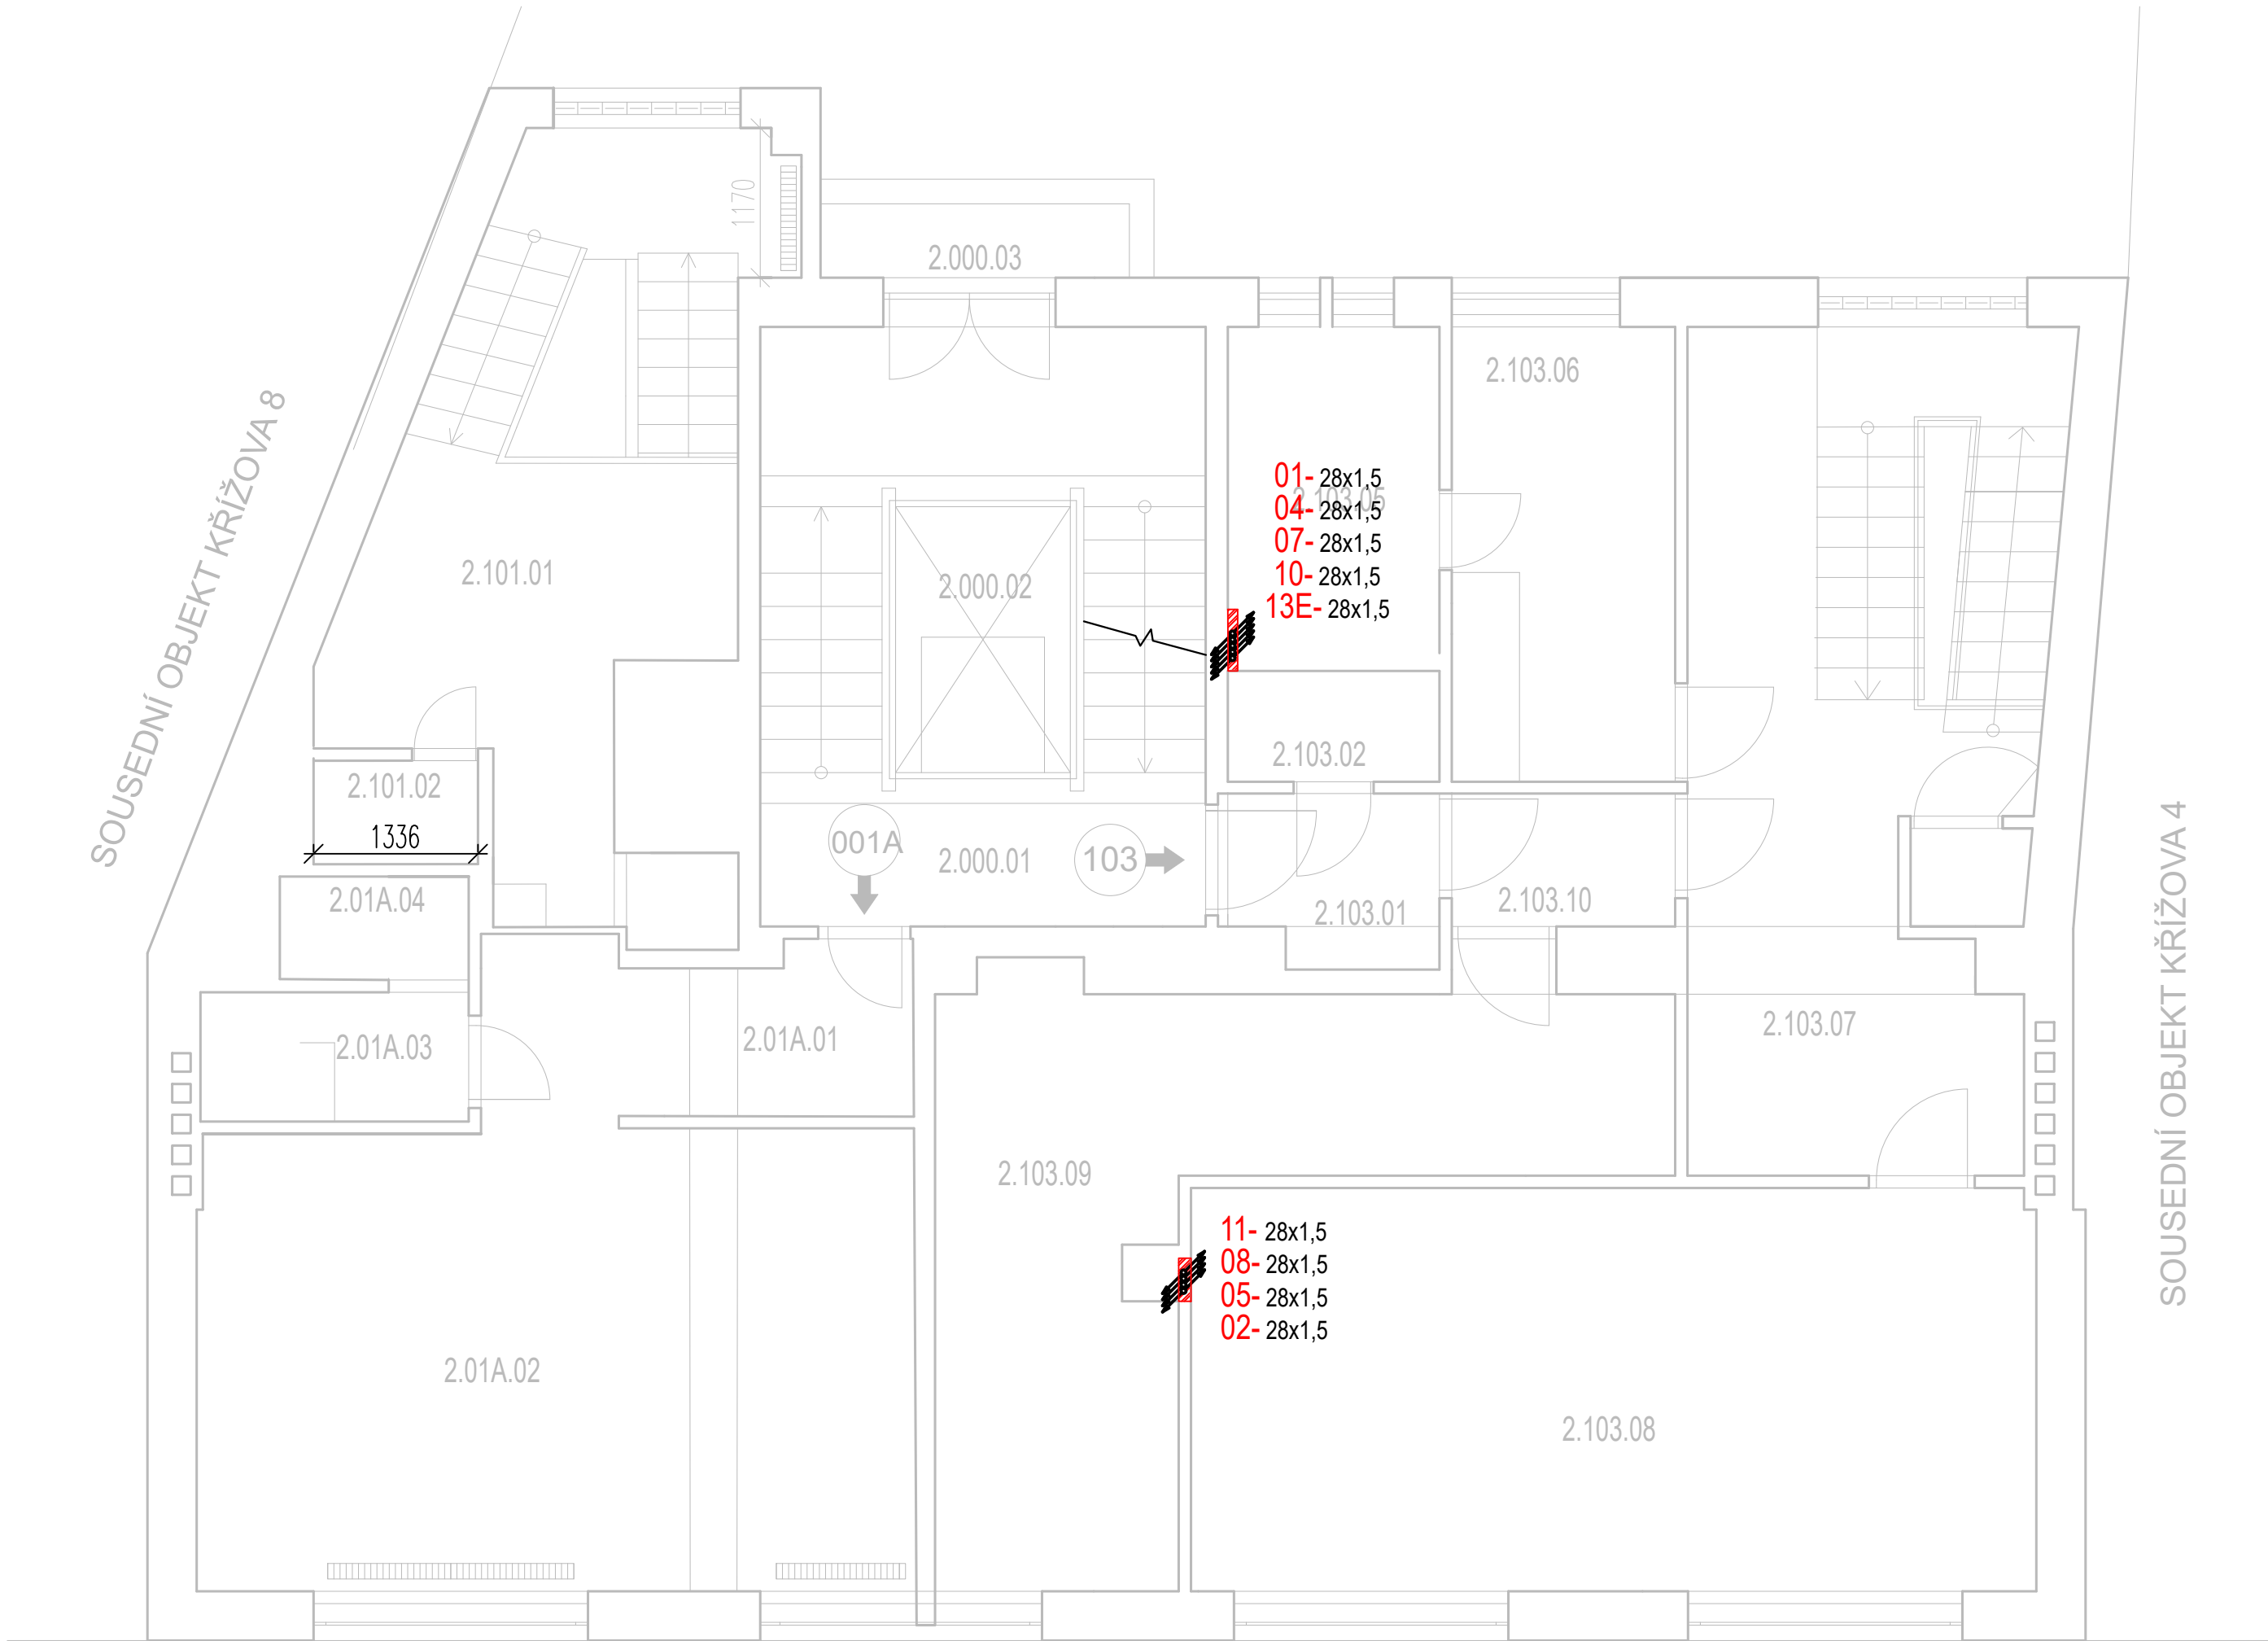 1170
2.000.03
2.103.06
SOUSEDNÍ OBJEKT KŘÍŽOVA 8
01- 28x1,5
2.103.05
04- 28x1,5
07- 28x1,5
10- 28x1,5
13E- 28x1,5
2.101.01
2.000.02
2.103.02
2.101.02
1336
001A
2.000.01
103
2.01A.04
2.103.01
2.103.10
SOUSEDNÍ OBJEKT KŘÍŽOVA 4
2.01A.03
2.01A.01
2.103.07
2.103.09
11- 28x1,5
08- 28x1,5
05- 28x1,5
02- 28x1,5
2.01A.02
2.103.08